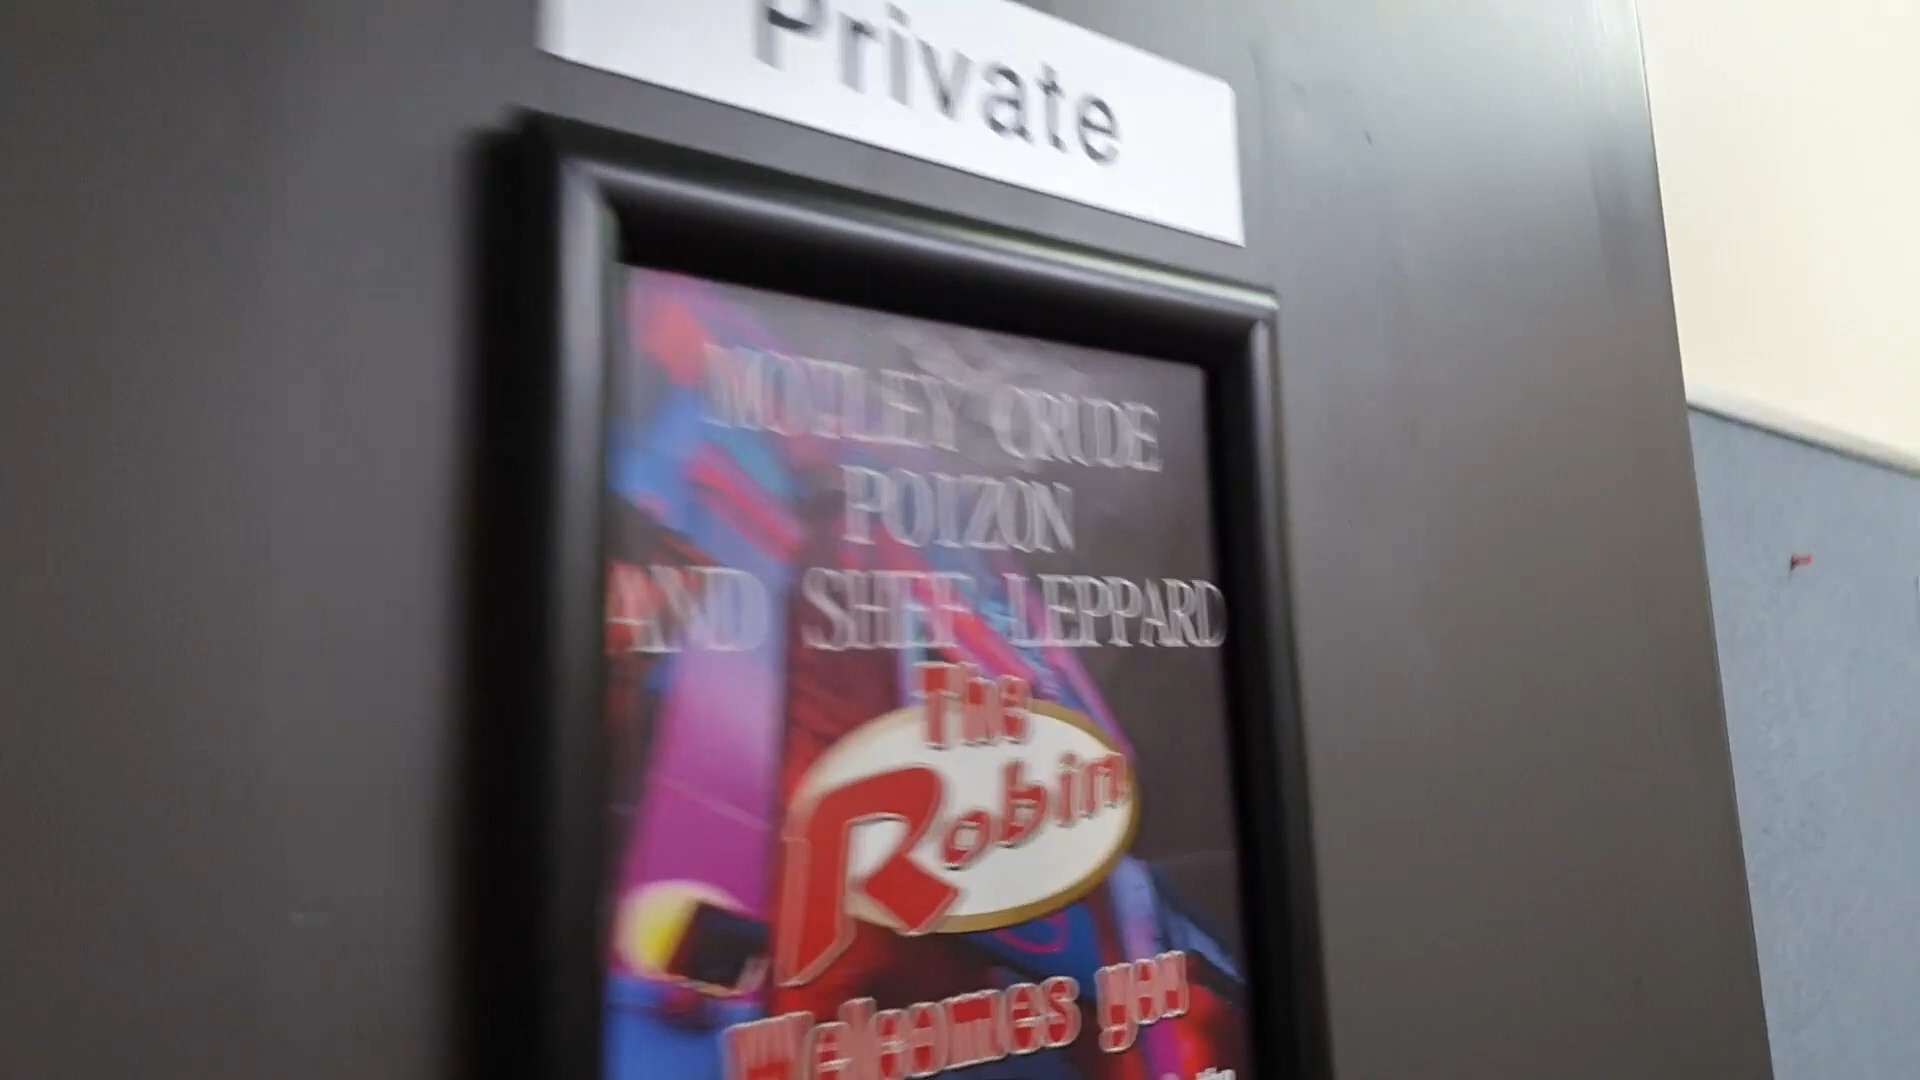 Private
MOTLEY CRUDE
POIZON
AND SHEF LEPPARD
The
Robin
Welcomes you